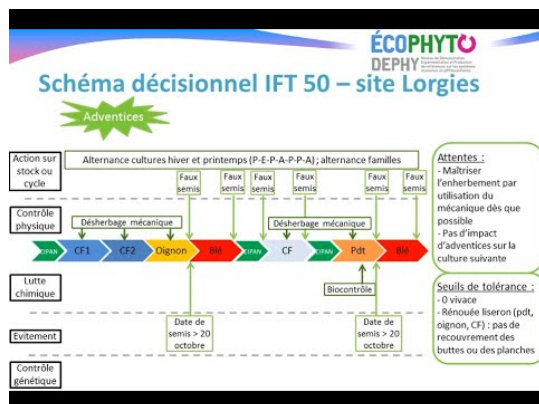 ÉCOPHYTO
DEPHY
Schéma décisionnel IFT 50 – site Lorgies
Adventices
Action sur
stock ou
cycle
Alternance cultures hiver et printemps (P-E-P-A-P-P-A) ; alternance familles
Faux
semis
Faux
semis
Faux
semis
Faux
semis
Faux
semis
Faux
semis
Contrôle
physique
Désherbage mécanique
Désherbage mécanique
CIPAN
CF1
CF2
Oignon
Blé
CIPAN
CF
CIPAN
Pdt
Blé
Lutte
chimique
Biocontrôle
Evitement
Date de
semis > 20
octobre
Date de
semis > 20
octobre
Contrôle
génétique
Attentes :
- Maîtriser
l'enherbement par
utilisation du
mécanique dès que
possible
- Pas d'impact
d'adventices sur la
culture suivante
Seuils de tolérance :
- 0 vivace
- Rénouée liseron (pdt,
oignon, CF) : pas de
recouvrement des
buttes ou des planches